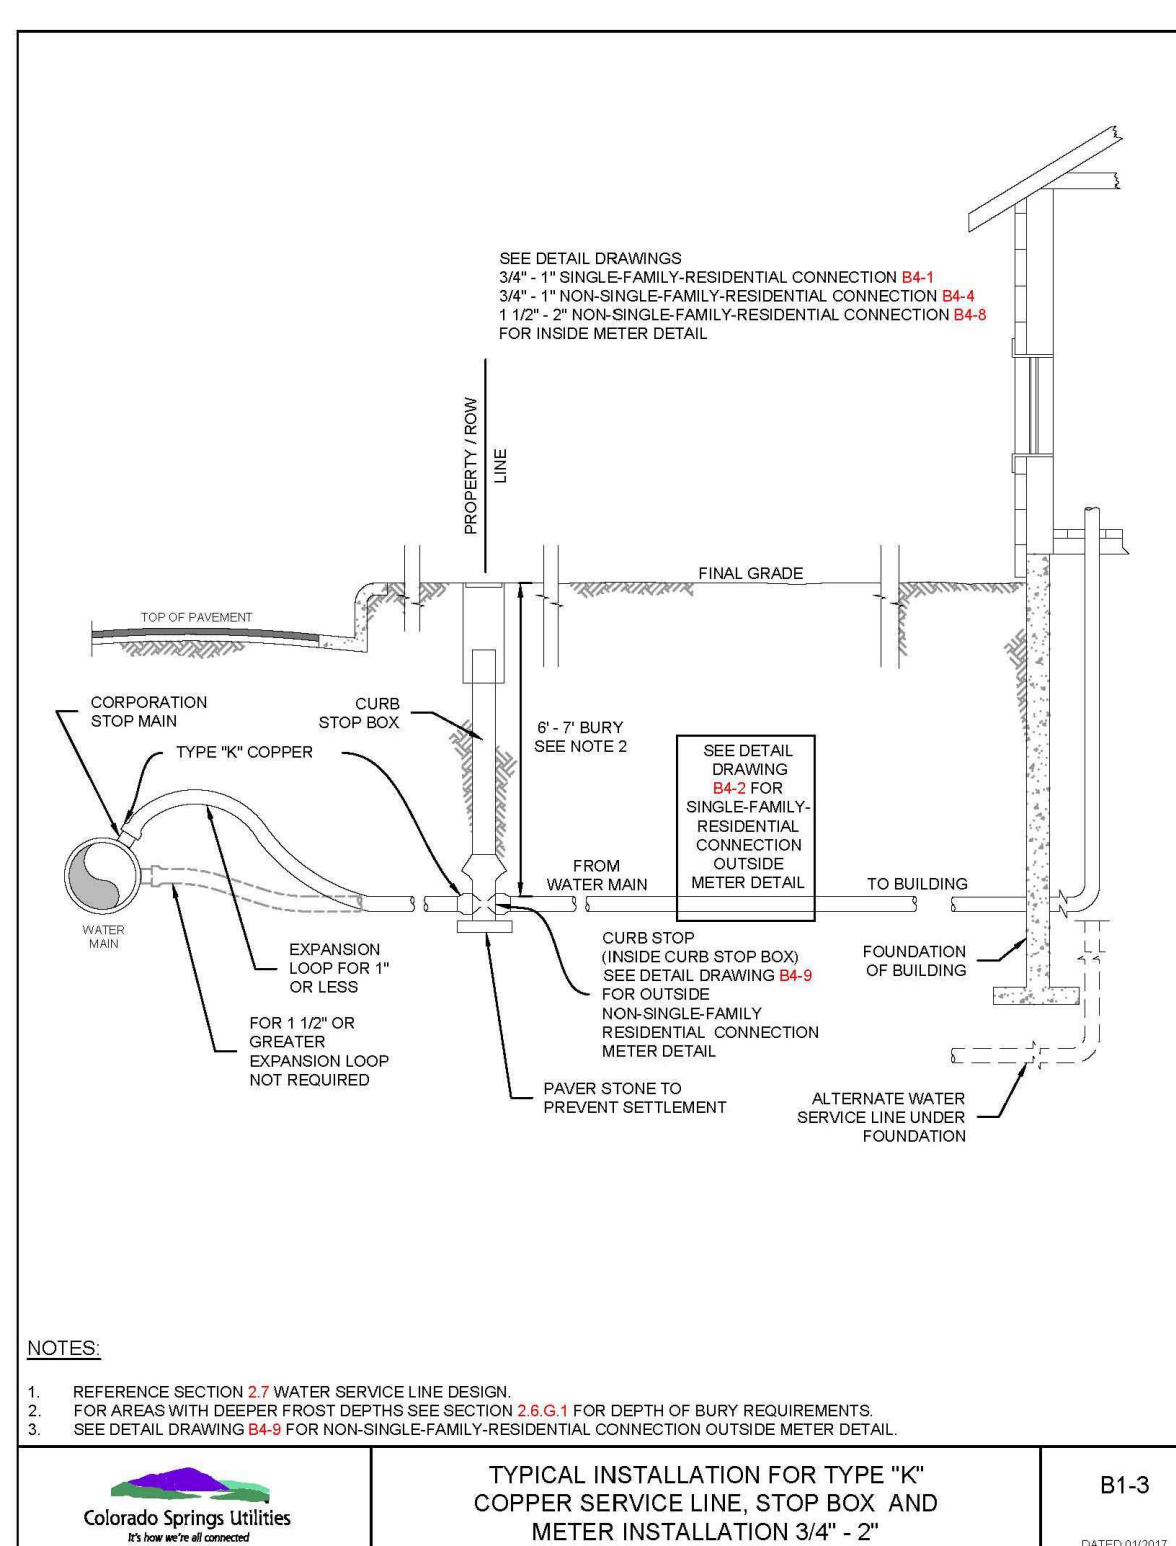 SEE DETAIL DRAWINGS
3/4" - 1" SINGLE-FAMILY-RESIDENTIAL CONNECTION B4-1
3/4" - 1" NON-SINGLE-FAMILY-RESIDENTIAL CONNECTION B4-4
1 1/2" - 2" NON-SINGLE-FAMILY-RESIDENTIAL CONNECTION B4-8
FOR INSIDE METER DETAIL
PROPERTY / ROW
LINE
FINAL GRADE
TOP OF PAVEMENT
CORPORATION
STOP MAIN
CURB
STOP BOX
TYPE "K" COPPER
6' - 7' BURY
SEE NOTE 2
SEE DETAIL
DRAWING
B4-2 FOR
SINGLE-FAMILY-
RESIDENTIAL
CONNECTION
OUTSIDE
METER DETAIL
FROM
WATER MAIN
TO BUILDING
WATER
MAIN
EXPANSION
LOOP FOR 1"
OR LESS
CURB STOP
(INSIDE CURB STOP BOX)
SEE DETAIL DRAWING B4-9
FOR OUTSIDE
NON-SINGLE-FAMILY
RESIDENTIAL CONNECTION
METER DETAIL
FOUNDATION
OF BUILDING
FOR 1 1/2" OR
GREATER
EXPANSION LOOP
NOT REQUIRED
PAVER STONE TO
PREVENT SETTLEMENT
ALTERNATE WATER
SERVICE LINE UNDER
FOUNDATION
NOTES:
1. REFERENCE SECTION 2.7 WATER SERVICE LINE DESIGN.
2. FOR AREAS WITH DEEPER FROST DEPTHS SEE SECTION 2.6.G.1 FOR DEPTH OF BURY REQUIREMENTS.
3. SEE DETAIL DRAWING B4-9 FOR NON-SINGLE-FAMILY-RESIDENTIAL CONNECTION OUTSIDE METER DETAIL.
Colorado Springs Utilities
It's how we're all connected
TYPICAL INSTALLATION FOR TYPE "K"
COPPER SERVICE LINE, STOP BOX AND
METER INSTALLATION 3/4" - 2"
B1-3
DATED:01/2017